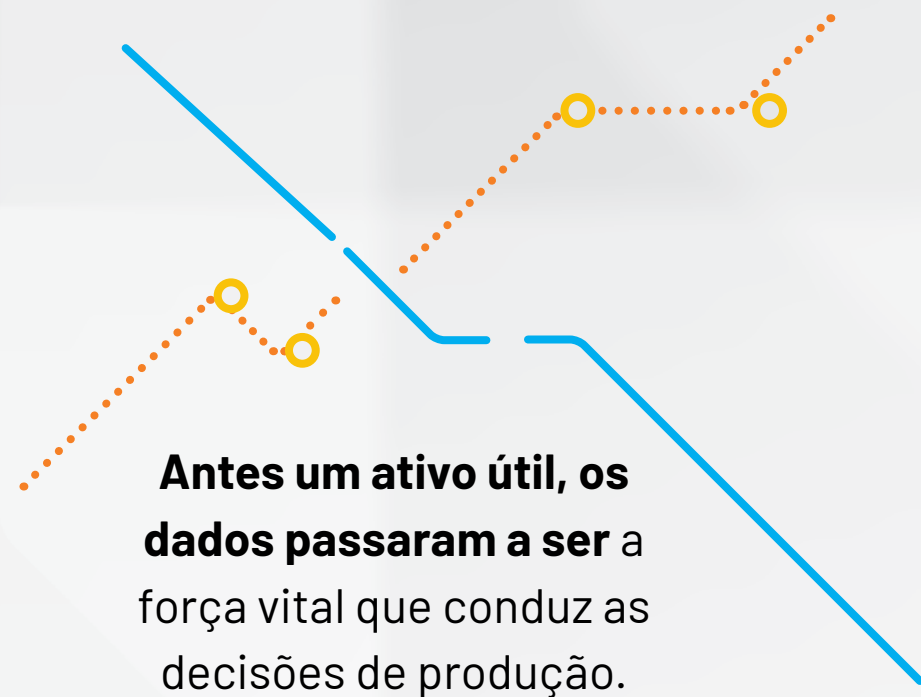 Antes um ativo útil, os
dados passaram a ser a
força vital que conduz as
decisões de produção.